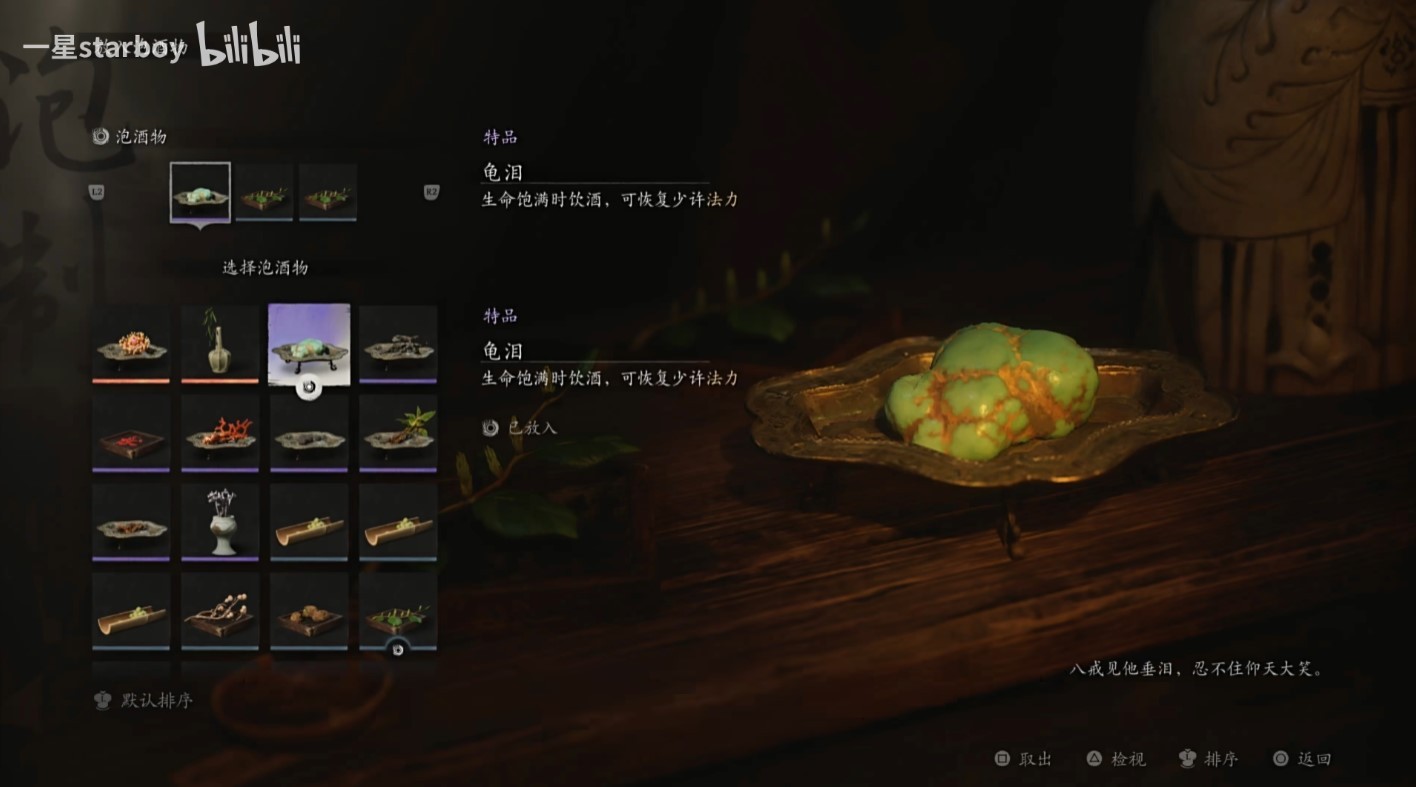 一星starboy bilibili
泡酒物
L2
R2
选择泡酒物
特品
龟泪
生命饱满时饮酒，可恢复少许法力
特品
龟泪
生命饱满时饮酒，可恢复少许法力
已放入
默认排序
八戒见他垂泪，忍不住仰天大笑。
取出 检视 排序 返回